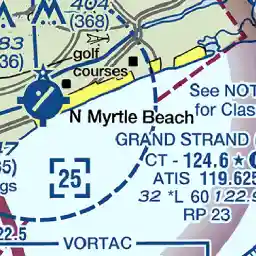 404
(368)
83
36)
golf
courses
See NOT
for Clas
N Myrtle Beach
GRAND STRAND (
CT - 124.6 ★
ATIS 119.625
32 *L 60 122.9
RP 23
47
65)
gs
25
22.5
VORTAC